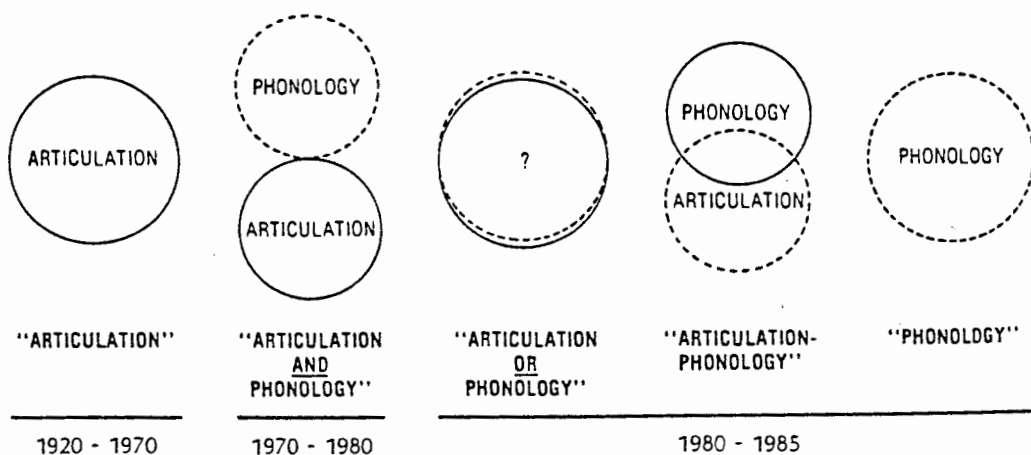 ARTICULATION
PHONOLOGY
ARTICULATION
?
PHONOLOGY
ARTICULATION
PHONOLOGY
"ARTICULATION"
"ARTICULATION
AND
PHONOLOGY"
"ARTICULATION
OR
PHONOLOGY"
"ARTICULATION-
PHONOLOGY"
"PHONOLDGY"
1920 - 1970
1970 - 1980
1980 - 1985